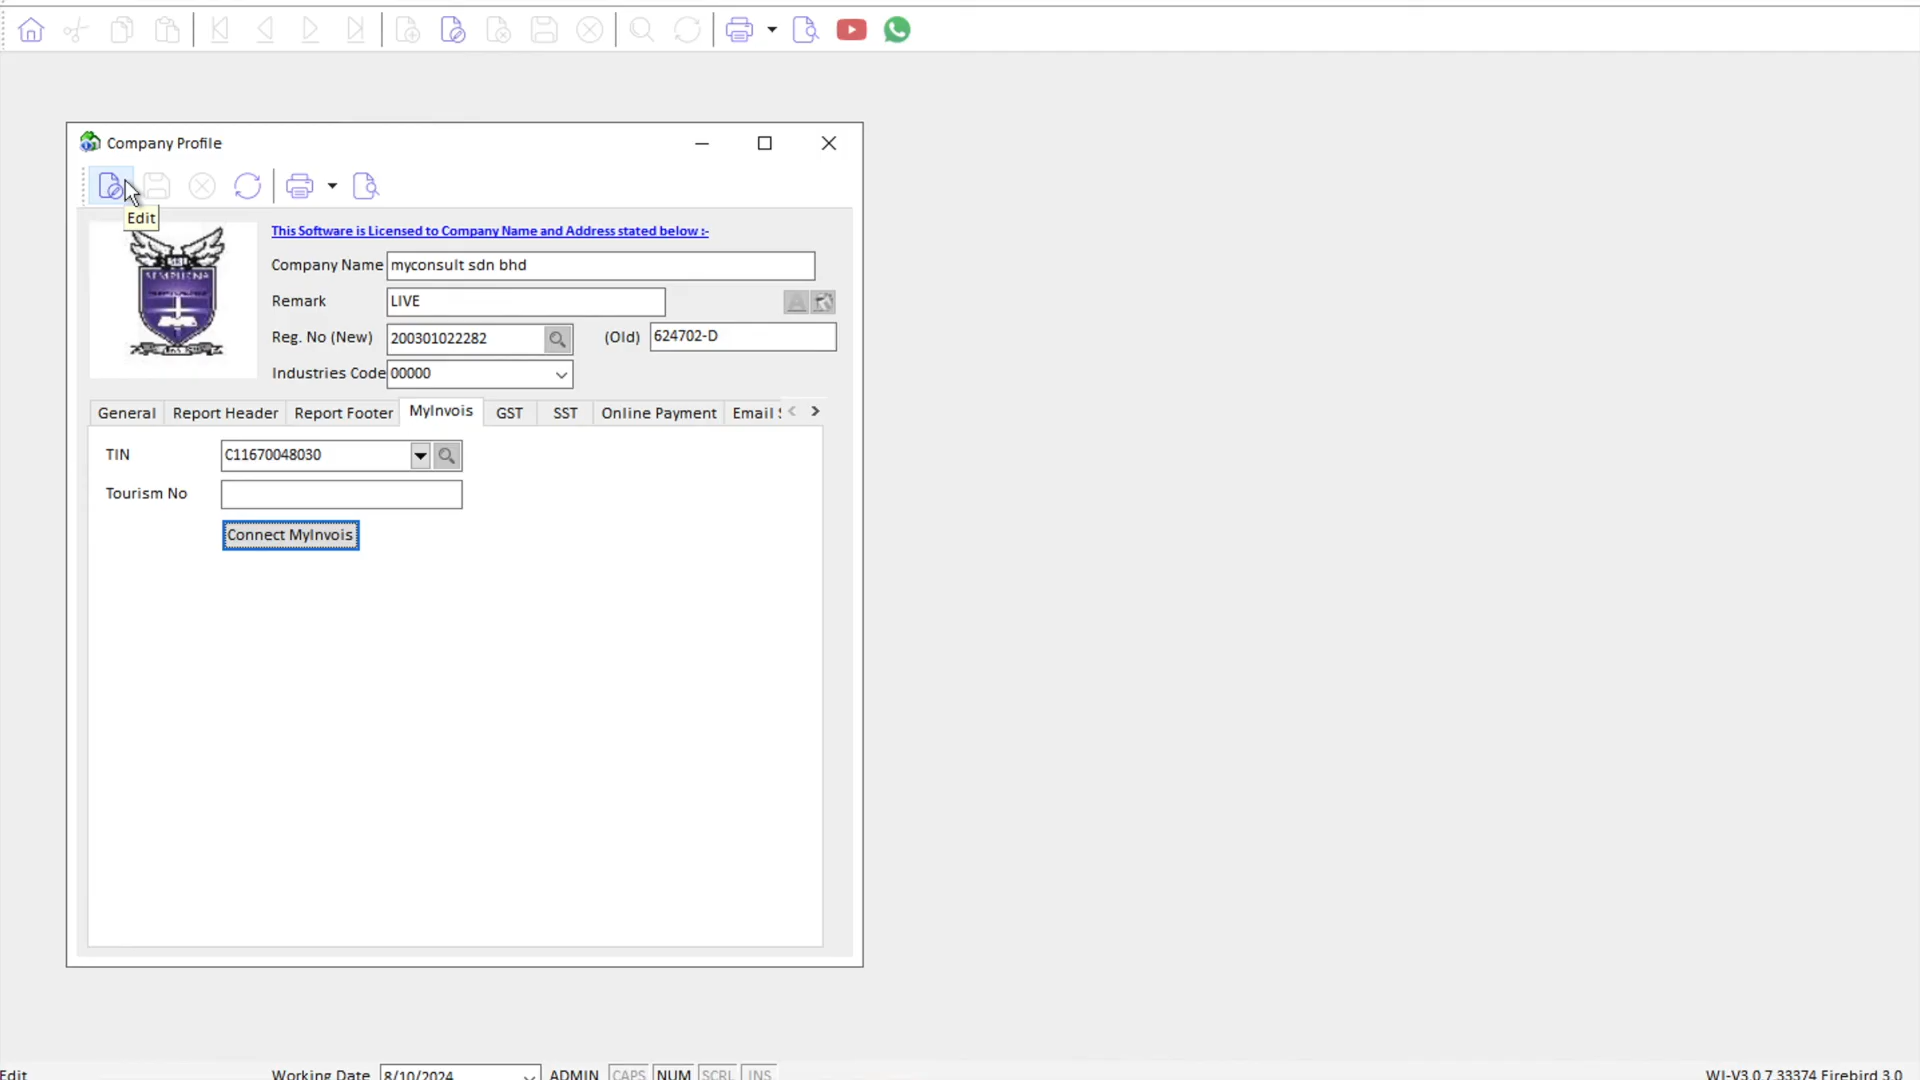 Company Profile
Edit
This Software is Licensed to Company Name and Address stated below :-
Company Name myconsult sdn bhd
Remark LIVE
Reg. No (New) 200301022282 (Old) 624702-D
Industries Code 00000
General Report Header Report Footer MyInvois GST SST Online Payment Email
TIN C11670048030
Tourism No
Connect MyInvois
Edit Working Date 8/10/2024 ADMIN CAPS NUM SCRL INS WI-V3.0.7 33374 Firebird 3.0